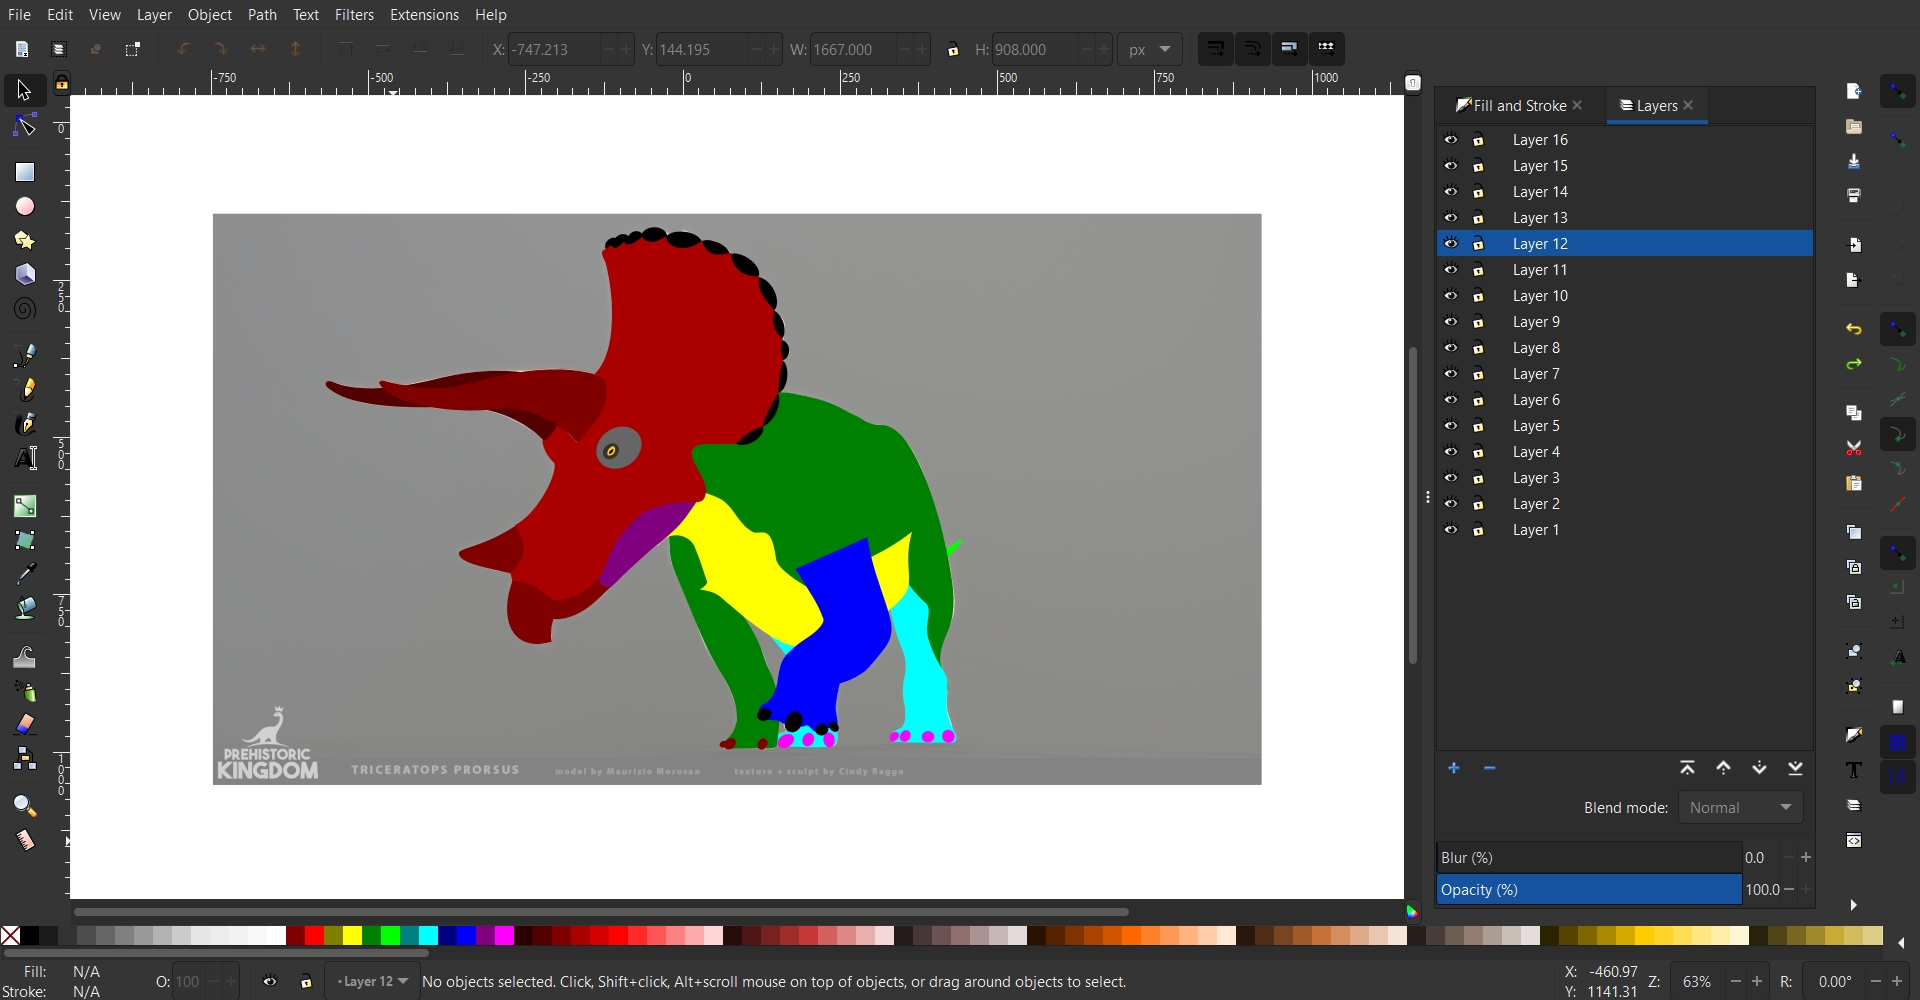 File Edit View Layer Object Path Text Filters Extensions Help
X: -747.213 Y: 144.195 W: 1667.000 H: 908.000 px
-750 -500 -250 0 250 500 750 1000
0
250
500
750
1000
Fill and Stroke
Layers
Layer 16
Layer 15
Layer 14
Layer 13
Layer 12
Layer 11
Layer 10
Layer 9
Layer 8
Layer 7
Layer 6
Layer 5
Layer 4
Layer 3
Layer 2
Layer 1
PREHISTORIC
KINGDOM
TRICERATOPS PRORSUS
model by Maurizio Morosan
texture + sculpt by Cindy Raggo
Blend mode: Normal
Blur (%) 0.0
Opacity (%) 100.0
Fill: N/A
Stroke: N/A
O: 100
Layer 12
No objects selected. Click, Shift+click, Alt+scroll mouse on top of objects, or drag around objects to select.
X: -460.97
Y: 1141.31
Z: 63%
R: 0.00°